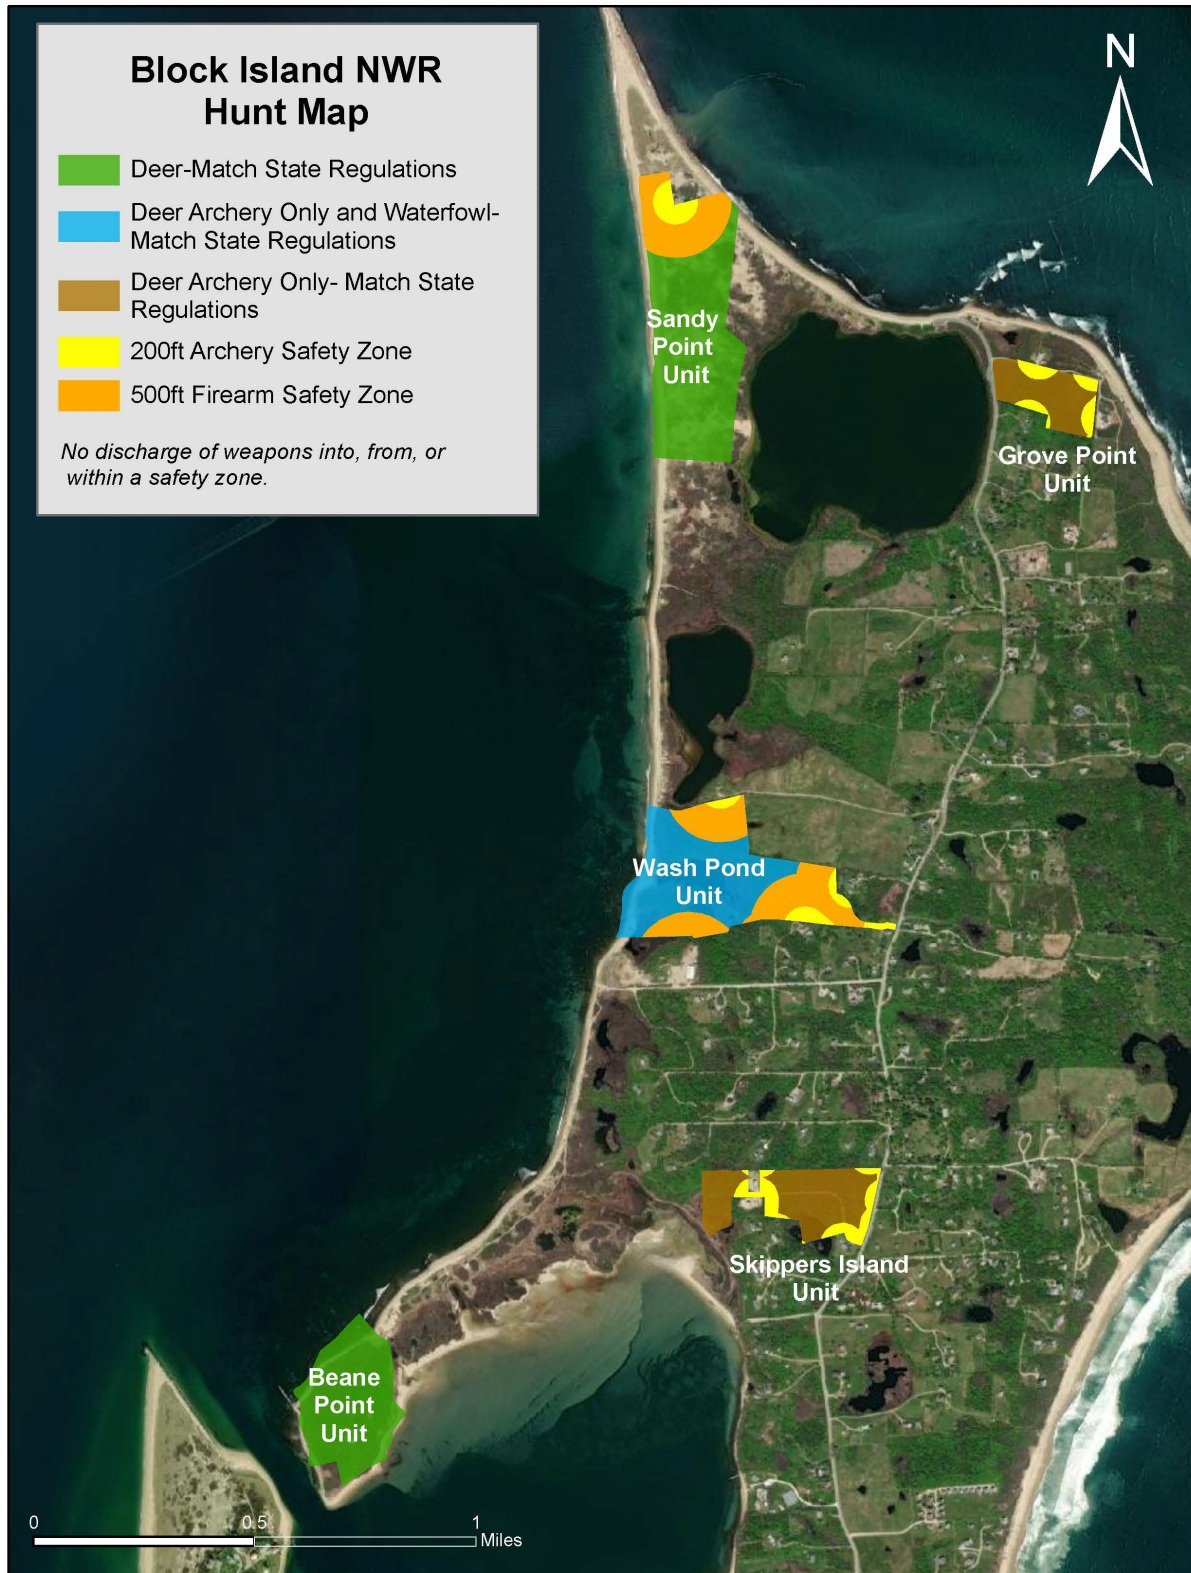 Block Island NWR
Hunt Map
Deer-Match State Regulations
Deer Archery Only and Waterfowl-
Match State Regulations
Deer Archery Only- Match State
Regulations
200ft Archery Safety Zone
500ft Firearm Safety Zone
No discharge of weapons into, from, or
within a safety zone.
N
Sandy
Point
Unit
Grove Point
Unit
Wash Pond
Unit
Skippers Island
Unit
Beane
Point
Unit
0 0.5 1
Miles